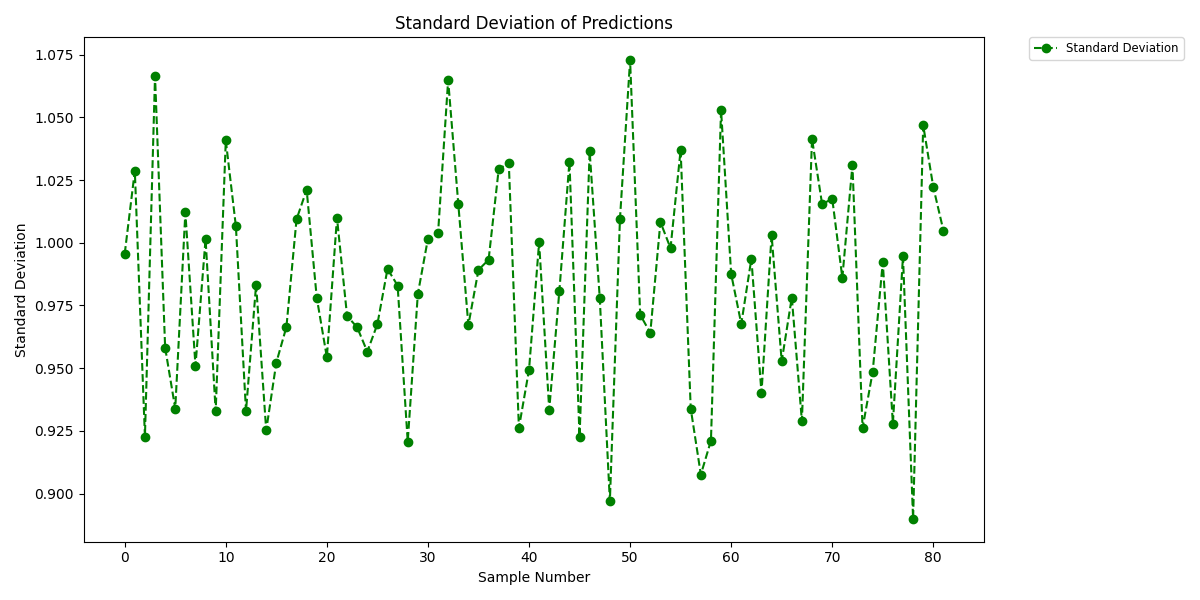 Standard Deviation of Predictions
Standard Deviation
1.075
1.050
1.025
1.000
0.975
0.950
0.925
0.900
Standard Deviation
0 10 20 30 40 50 60 70 80
Sample Number